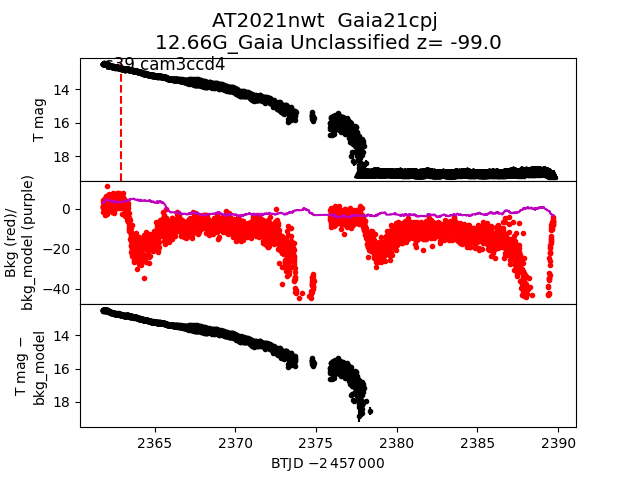 AT2021nwt  Gaia21cpj
12.66G_Gaia Unclassified z= -99.0
s39 cam3ccd4
T mag
14
16
18
Bkg (red)/
bkg_model (purple)
0
−20
−40
T mag −
bkg_model
14
16
18
2365
2370
2375
2380
2385
2390
BTJD −2 457 000